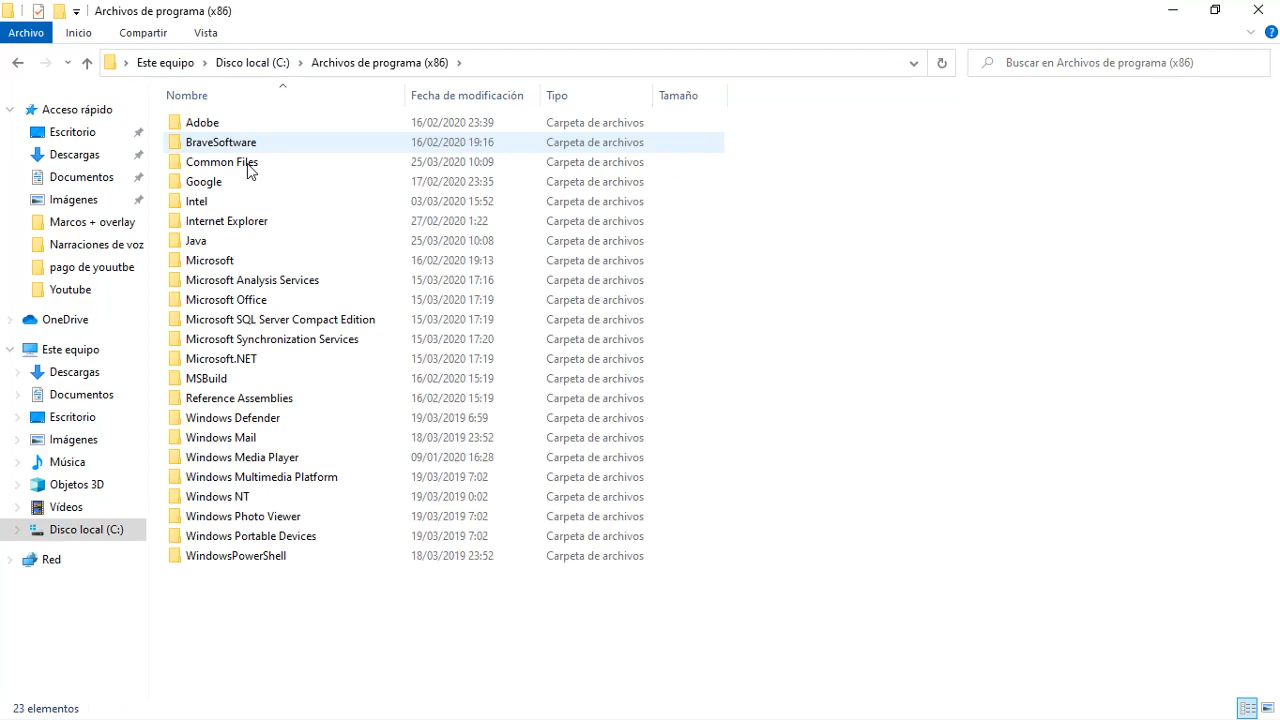 Archivos de programa (x86)
Archivo Inicio Compartir Vista
Este equipo Disco local (C:) Archivos de programa (x86) Buscar en Archivos de programa (x86)
Nombre Fecha de modificación Tipo Tamaño
Acceso rápido
Escritorio
Descargas
Documentos
Imágenes
Marcos + overlay
Narraciones de voz
pago de yououtbe
Youtube
OneDrive
Este equipo
Descargas
Documentos
Escritorio
Imágenes
Música
Objetos 3D
Vídeos
Disco local (C:)
Red
Adobe 16/02/2020 23:39 Carpeta de archivos
BraveSoftware 16/02/2020 19:16 Carpeta de archivos
Common Files 25/03/2020 10:09 Carpeta de archivos
Google 17/02/2020 23:35 Carpeta de archivos
Intel 03/03/2020 15:52 Carpeta de archivos
Internet Explorer 27/02/2020 1:22 Carpeta de archivos
Java 25/03/2020 10:08 Carpeta de archivos
Microsoft 16/02/2020 19:13 Carpeta de archivos
Microsoft Analysis Services 15/03/2020 17:16 Carpeta de archivos
Microsoft Office 15/03/2020 17:19 Carpeta de archivos
Microsoft SQL Server Compact Edition 15/03/2020 17:19 Carpeta de archivos
Microsoft Synchronization Services 15/03/2020 17:20 Carpeta de archivos
Microsoft.NET 15/03/2020 17:19 Carpeta de archivos
MSBuild 16/02/2020 15:19 Carpeta de archivos
Reference Assemblies 16/02/2020 15:19 Carpeta de archivos
Windows Defender 19/03/2019 6:59 Carpeta de archivos
Windows Mail 18/03/2019 23:52 Carpeta de archivos
Windows Media Player 09/01/2020 16:28 Carpeta de archivos
Windows Multimedia Platform 19/03/2019 7:02 Carpeta de archivos
Windows NT 19/03/2019 0:02 Carpeta de archivos
Windows Photo Viewer 19/03/2019 7:02 Carpeta de archivos
Windows Portable Devices 19/03/2019 7:02 Carpeta de archivos
WindowsPowerShell 18/03/2019 23:52 Carpeta de archivos
23 elementos